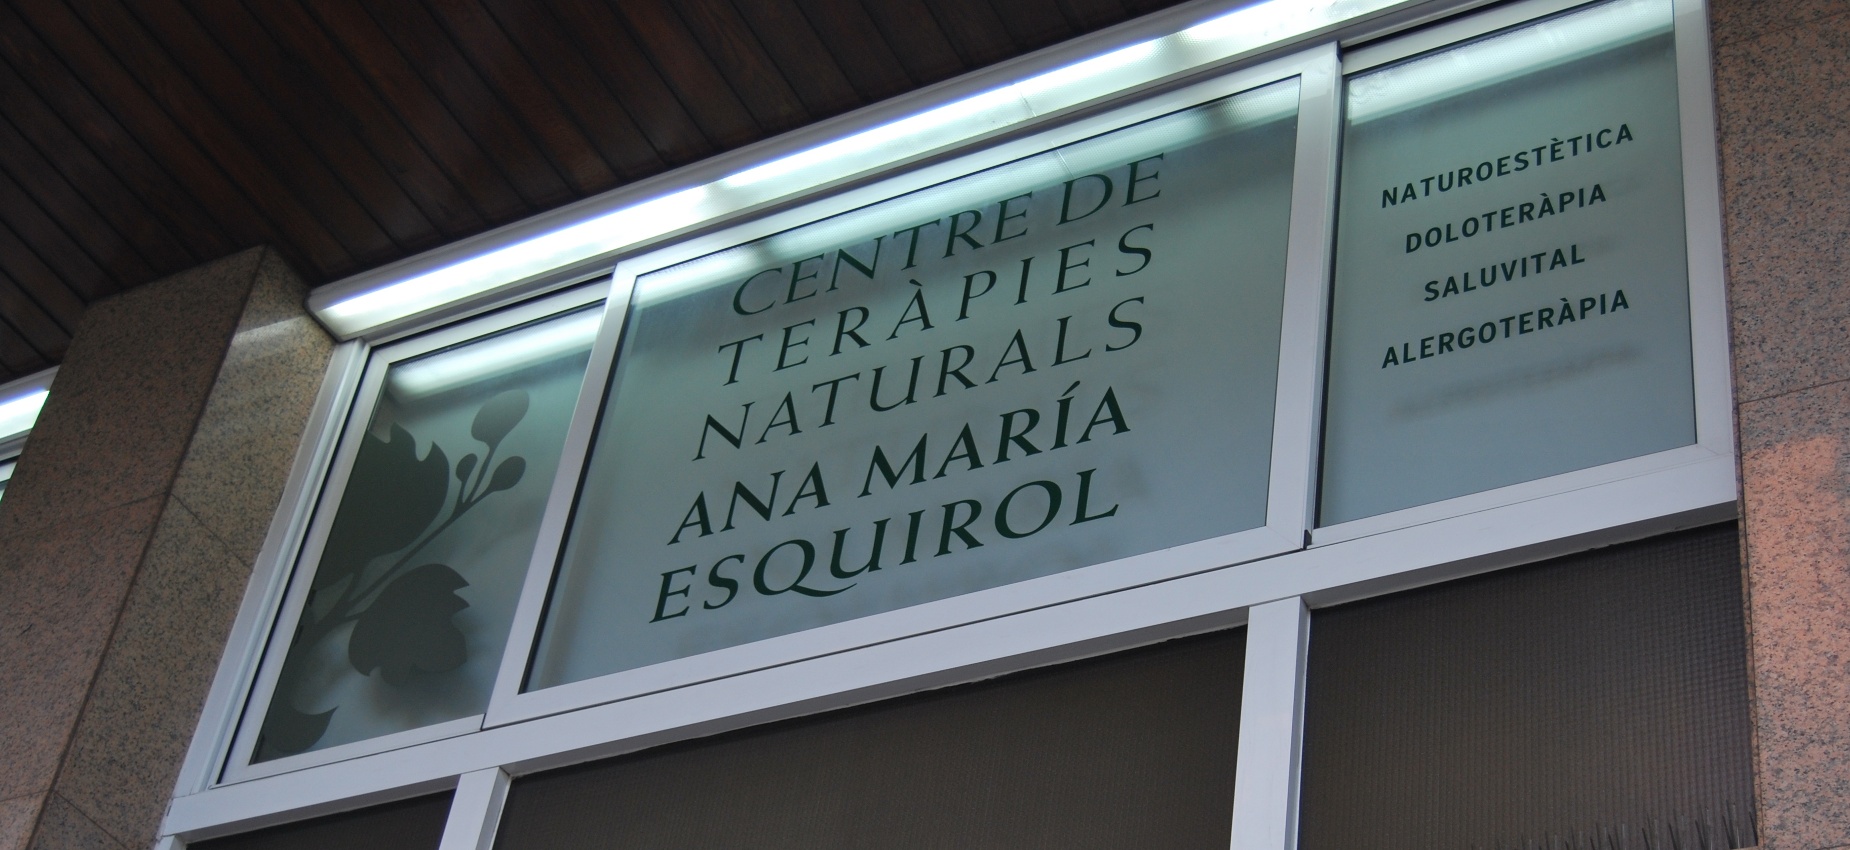 CENTRE DE
TERÀPIES
NATURALS
ANA MARÍA
ESQUIROL
NATUROESTÈTICA
DOLOTERÀPIA
SALUVITAL
ALERGOTERÀPIA